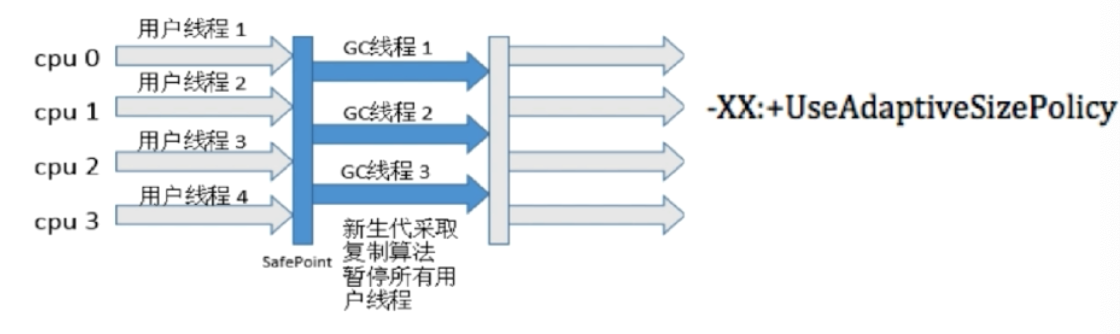 用户线程 1
cpu 0
GC线程 1
用户线程 2
cpu 1
GC线程 2
-XX:+UseAdaptiveSizePolicy
用户线程 3
cpu 2
GC线程 3
用户线程 4
cpu 3
SafePoint
新生代采取
复制算法
暂停所有用
户线程